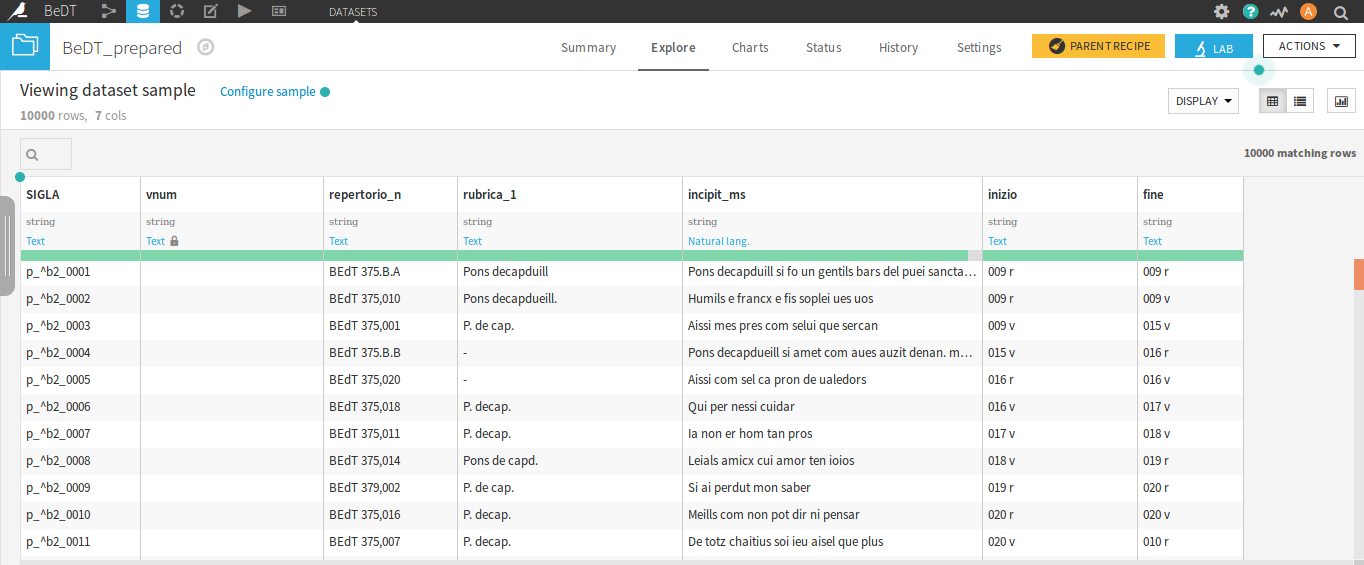 BeDT DATASETS
? A
BeDT_prepared Summary Explore Charts Status History Settings PARENT RECIPE LAB ACTIONS
Viewing dataset sample Configure sample
10000 rows, 7 cols
DISPLAY
10000 matching rows
SIGLA vnum repertorio_n rubrica_1 incipit_ms inizio fine
string string string string string string string
Text Text Text Text Natural lang. Text Text
p_^b2_0001 BEdT 375.B.A Pons decapduill Pons decapduill si fo un gentils bars del puei sancta… 009 r 009 r
p_^b2_0002 BEdT 375,010 Pons decapdueill. Humils e francx e fis soplei ues uos 009 r 009 v
p_^b2_0003 BEdT 375,001 P. de cap. Aissi mes pres com selui que sercan 009 v 015 v
p_^b2_0004 BEdT 375.B.B - Pons decapdueill si amet com aues auzit denan. m… 015 v 016 r
p_^b2_0005 BEdT 375,020 - Aissi com sel ca pron de ualedors 016 r 016 v
p_^b2_0006 BEdT 375,018 P. decap. Qui per nessi cuidar 016 v 017 v
p_^b2_0007 BEdT 375,011 P. decap. Ia non er hom tan pros 017 v 018 v
p_^b2_0008 BEdT 375,014 Pons de capd. Leials amicx cui amor ten ioios 018 v 019 r
p_^b2_0009 BEdT 379,002 P. de cap. Si ai perdut mon saber 019 r 020 r
p_^b2_0010 BEdT 375,016 P. decap. Meills com non pot dir ni pensar 020 r 020 v
p_^b2_0011 BEdT 375,007 P. decap. De totz chaitius soi ieu aisel que plus 020 v 010 r